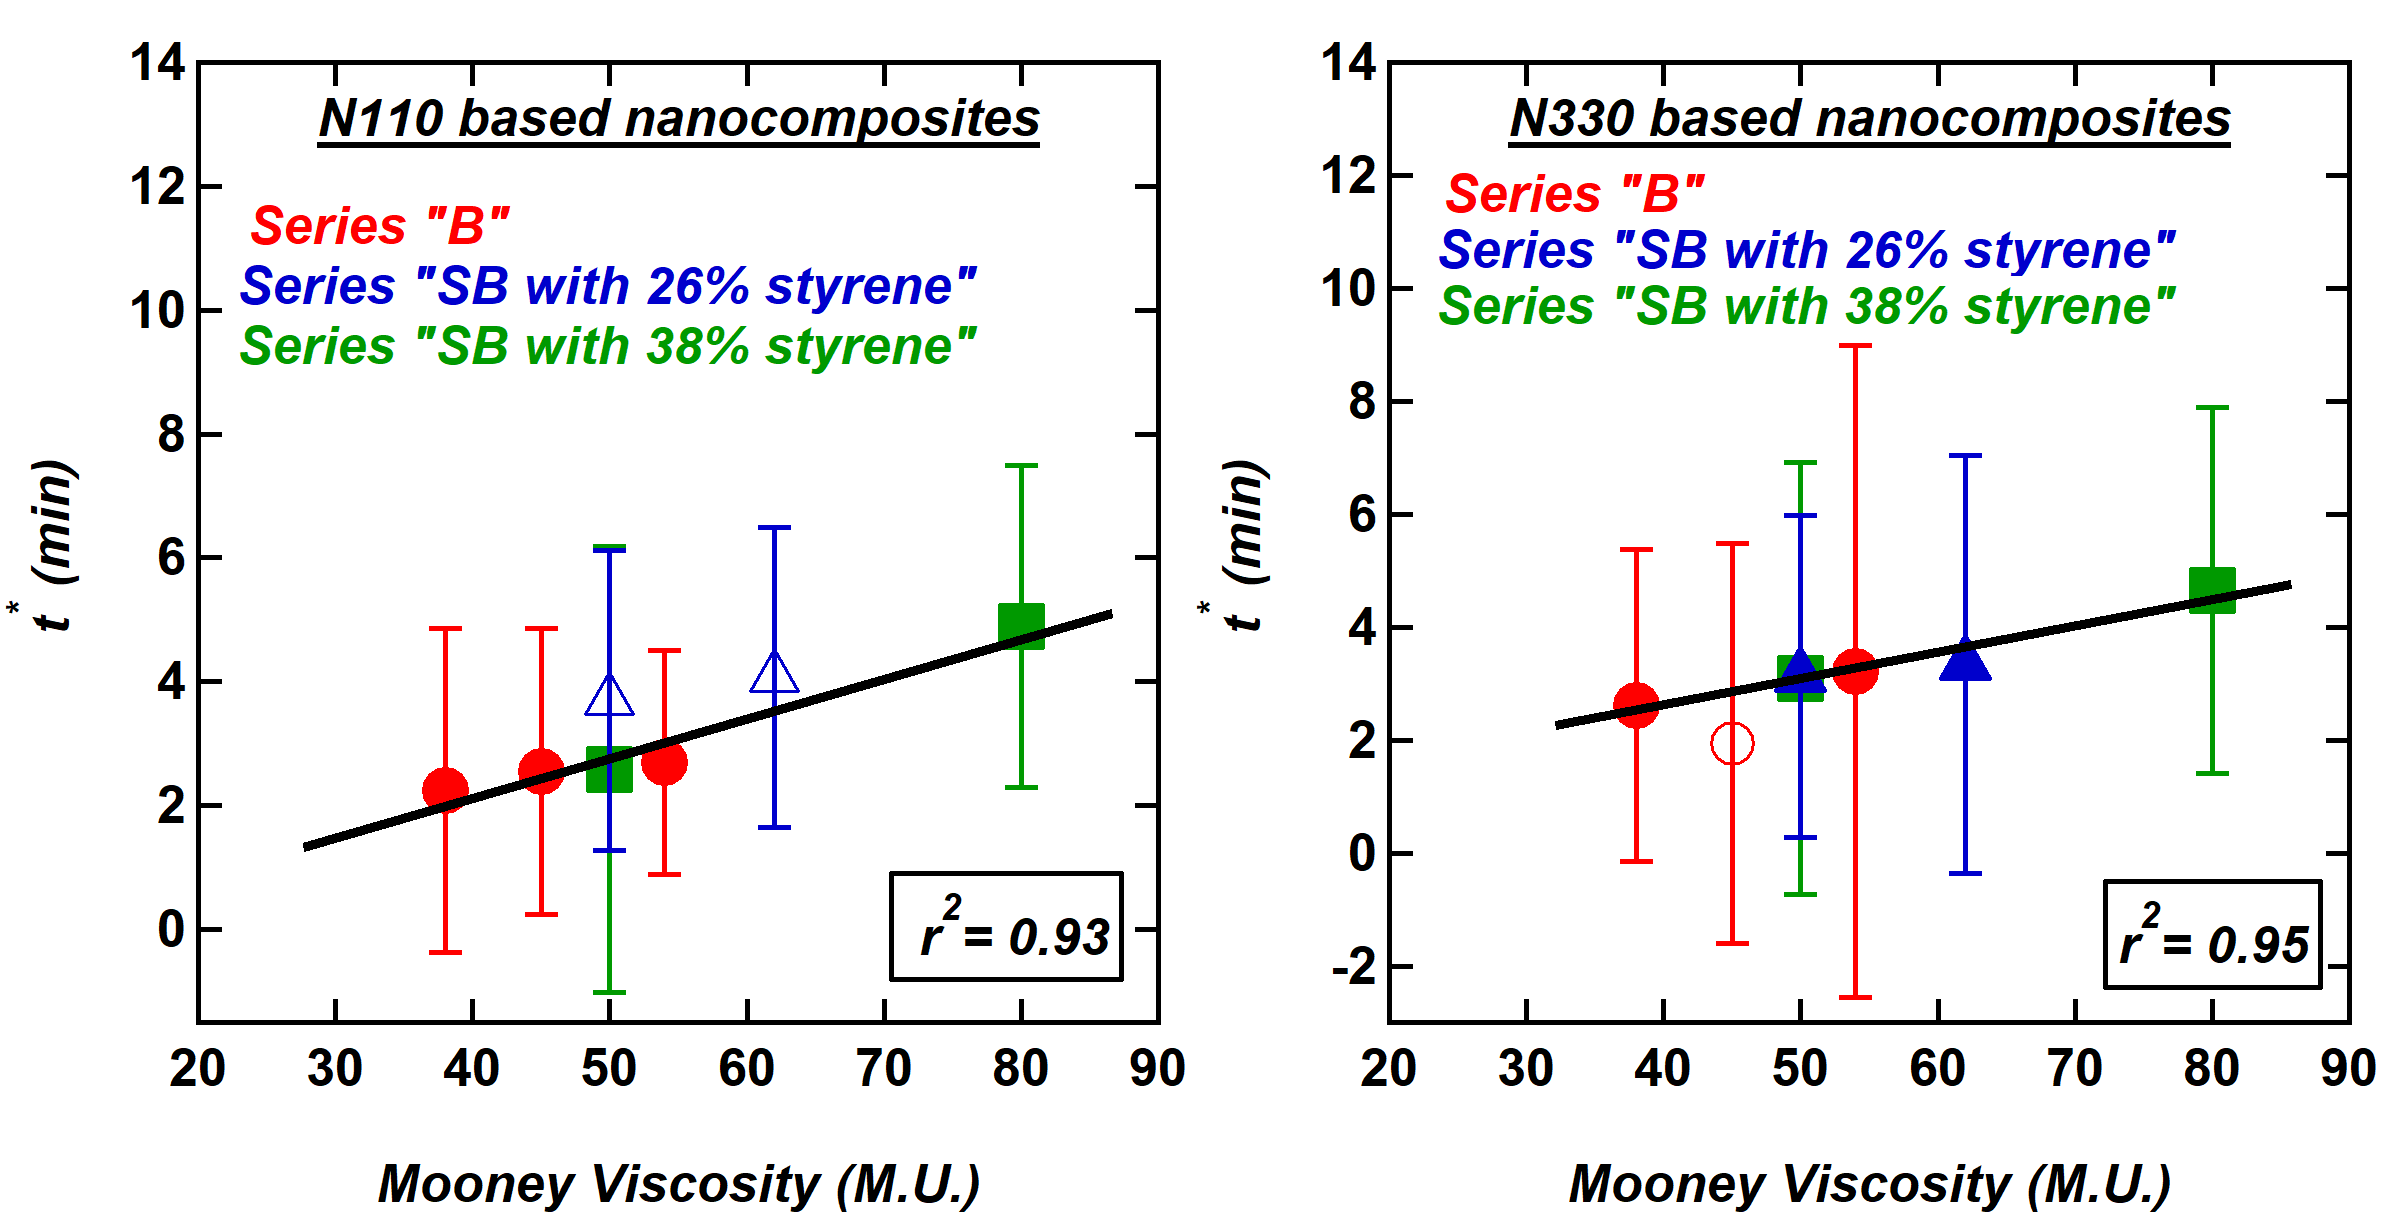 N110 based nanocomposites
Series "B"
Series "SB with 26% styrene"
Series "SB with 38% styrene"
14
12
10
8
6
4
2
0
t* (min)
r2 = 0.93
20 30 40 50 60 70 80 90
Mooney Viscosity (M.U.)
N330 based nanocomposites
Series "B"
Series "SB with 26% styrene"
Series "SB with 38% styrene"
14
12
10
8
6
4
2
0
-2
t* (min)
r2 = 0.95
20 30 40 50 60 70 80 90
Mooney Viscosity (M.U.)